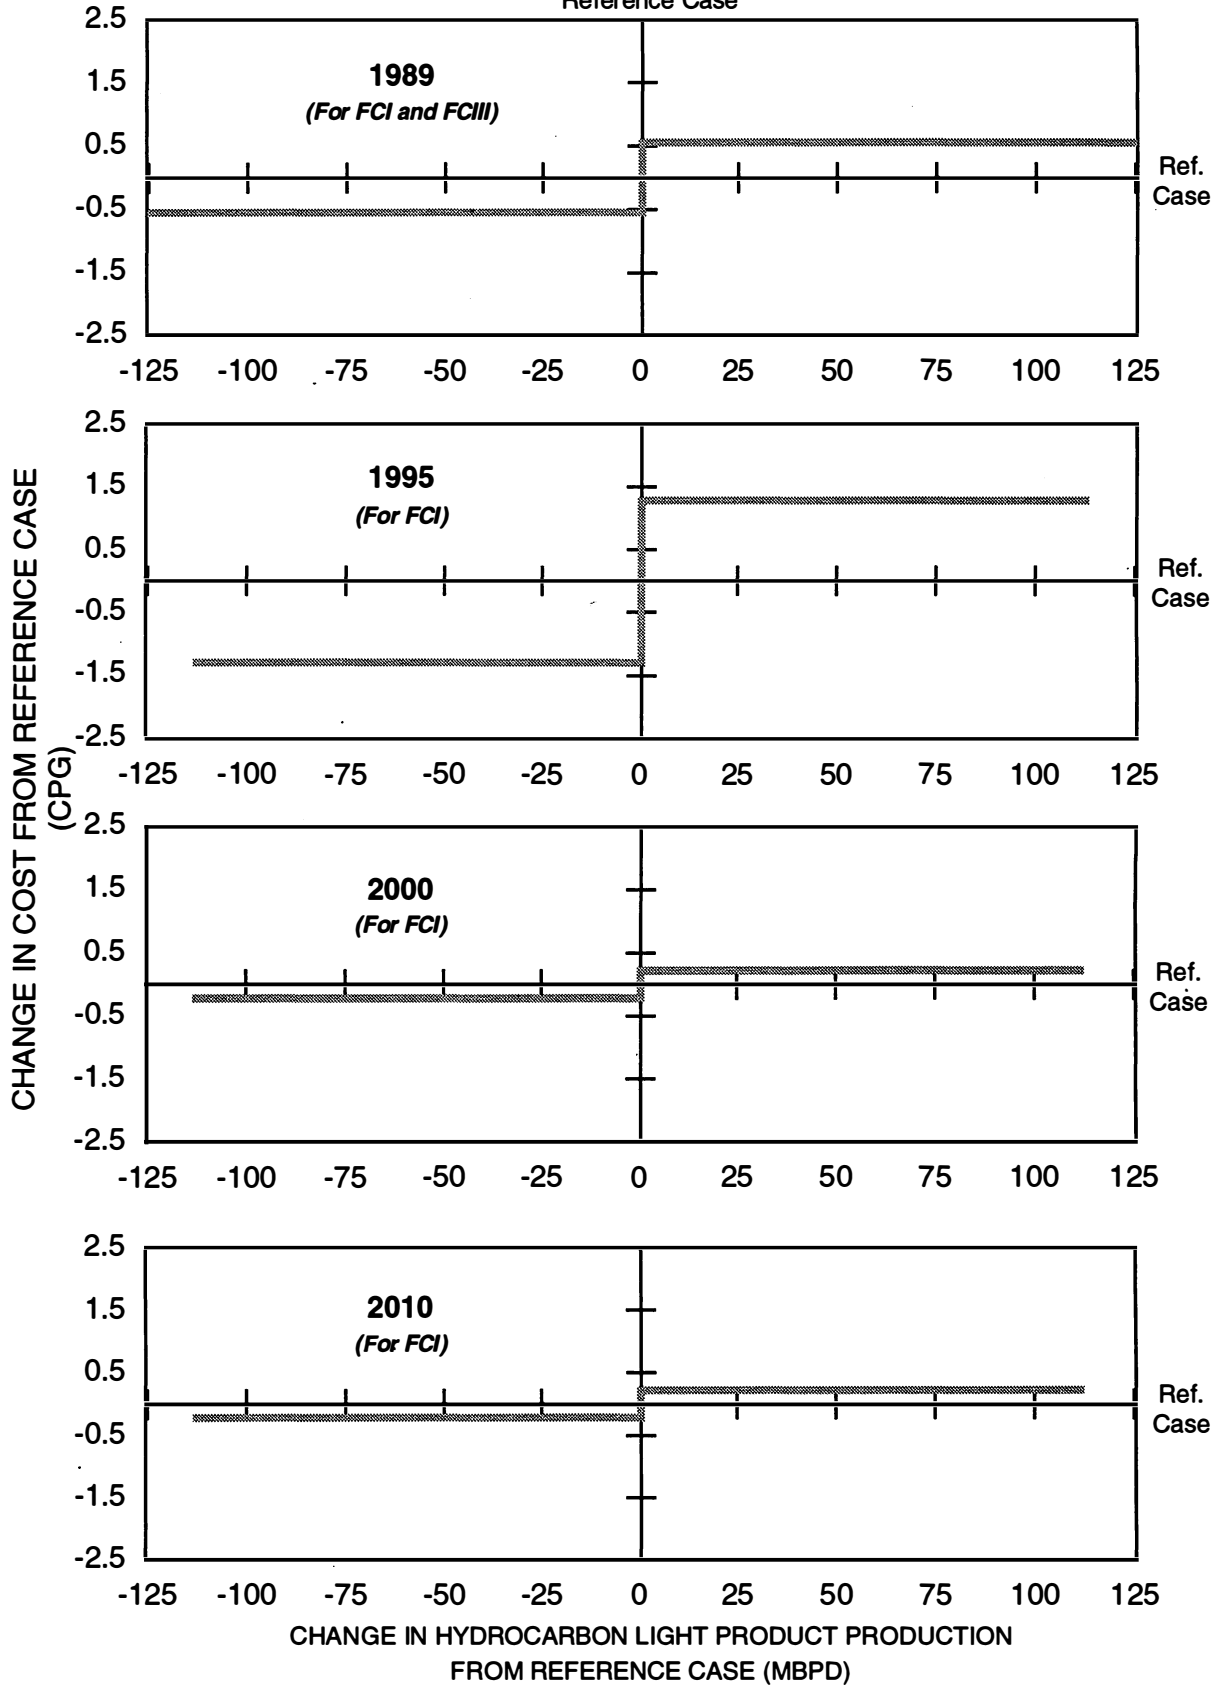 Reference Case
2.5
1989
1.5
(For FCI and FCIII)
0.5
Ref.
Case
-0.5
-1.5
-2.5
-125 -100 -75 -50 -25 0 25 50 75 100 125
2.5
1995
1.5
(For FCI)
0.5
Ref.
Case
-0.5
-1.5
-2.5
-125 -100 -75 -50 -25 0 25 50 75 100 125
CHANGE IN COST FROM REFERENCE CASE
(CPG)
2.5
2000
1.5
(For FCI)
0.5
Ref.
Case
-0.5
-1.5
-2.5
-125 -100 -75 -50 -25 0 25 50 75 100 125
2.5
2010
1.5
(For FCI)
0.5
Ref.
Case
-0.5
-1.5
-2.5
-125 -100 -75 -50 -25 0 25 50 75 100 125
CHANGE IN HYDROCARBON LIGHT PRODUCT PRODUCTION
FROM REFERENCE CASE (MBPD)